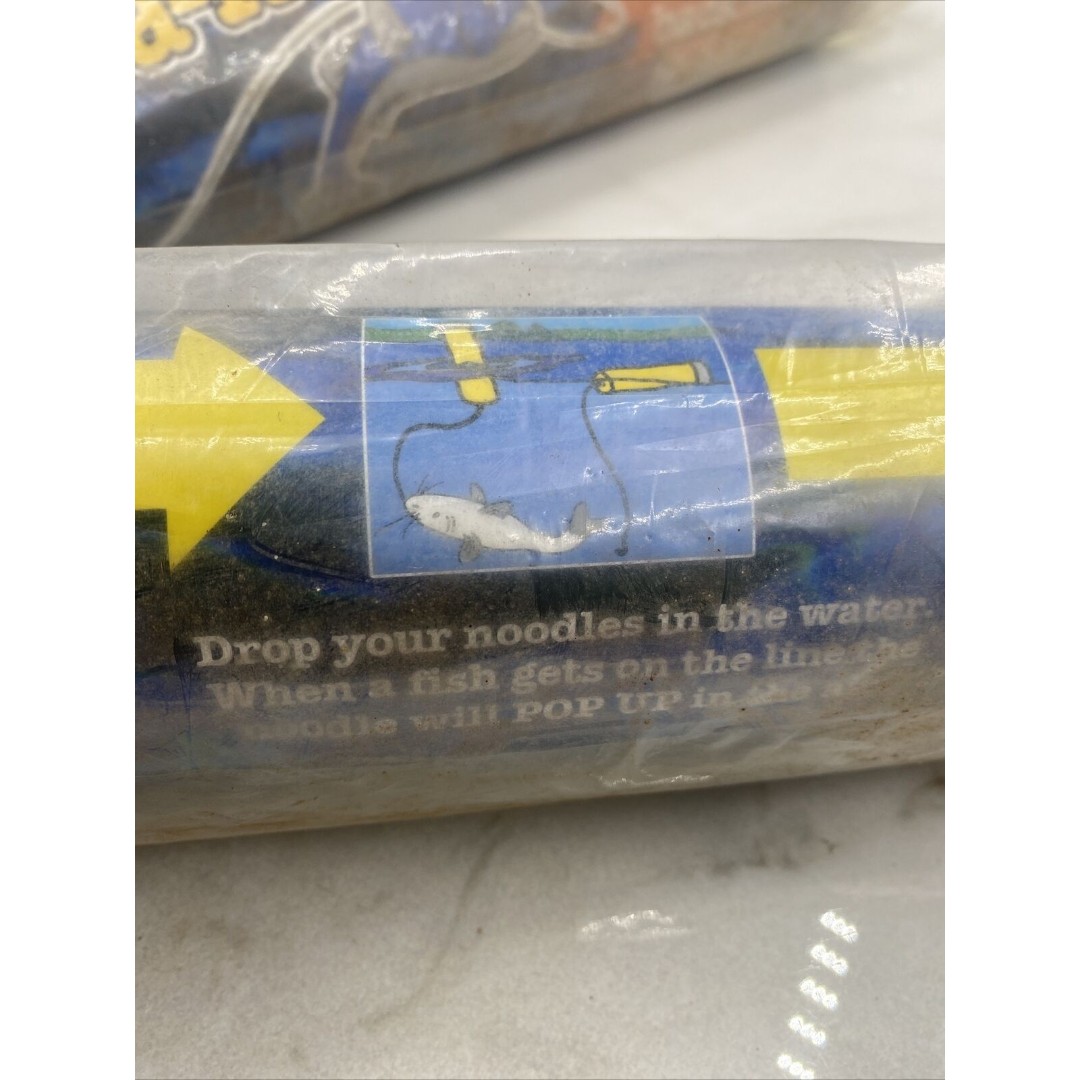 Drop your noodles in the water.
When a fish gets on the line the
noodle will POP UP in the